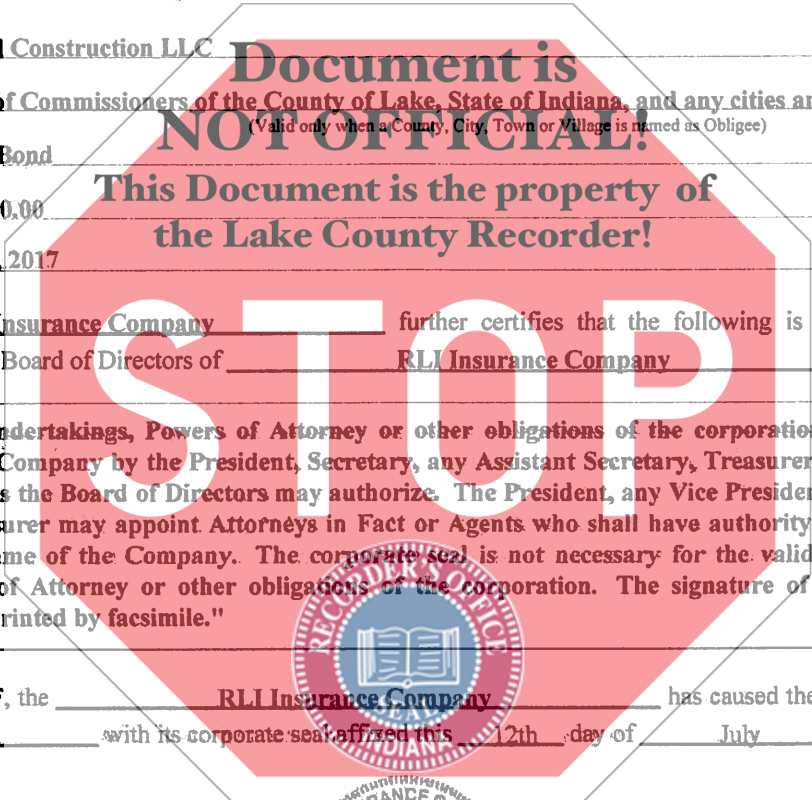 Construction LLC
Document is
of Commissioners of the County of Lake, State of Indiana, and any cities
NOT OFFICIAL!
(Valid only when a County, City, Town or Village is named as Obligee)
Bond
This Document is the property of
0.00
the Lake County Recorder!
2017
STOP
nsurance Company further certifies that the following is
Board of Directors of RLI Insurance Company
dertakings, Powers of Attorney or other obligations of the corporatio
Company by the President, Secretary, any Assistant Secretary, Treasurer
s the Board of Directors may authorize. The President, any Vice Preside
urer may appoint Attorneys in Fact or Agents who shall have authority
me of the Company. The corporate seal is not necessary for the valid
of Attorney or other obligations of the corporation. The signature of
rinted by facsimile."
RECORDER'S OFFICE
SEAL
INDIANA
, the RLI Insurance Company has caused the
with its corporate seal affixed this 12th day of July